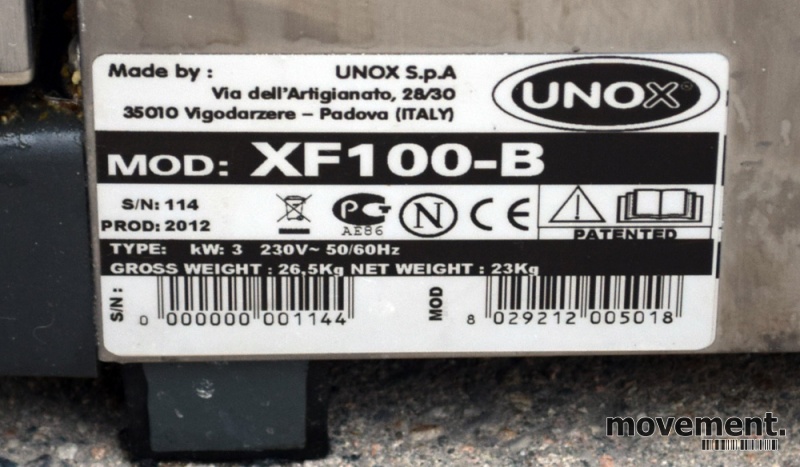 Made by : UNOX S.p.A
Via dell'Artigianato, 28/30
35010 Vigodarzere – Padova (ITALY)
UNOX®
MOD: XF100-B
S/N: 114
PROD: 2012
PG
AE86
N
CE
PATENTED
TYPE: kW: 3 230V~ 50/60Hz
GROSS WEIGHT : 26,5Kg NET WEIGHT : 23Kg
S/N :
0 000000 001144
MOD
8 029212 005018
movement.